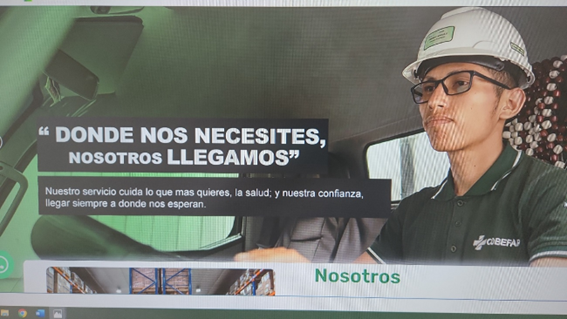 “ DONDE NOS NECESITES,
NOSOTROS LLEGAMOS”
Nuestro servicio cuida lo que mas quieres, la salud; y nuestra confianza,
llegar siempre a donde nos esperan.
COBEFAR
Nosotros